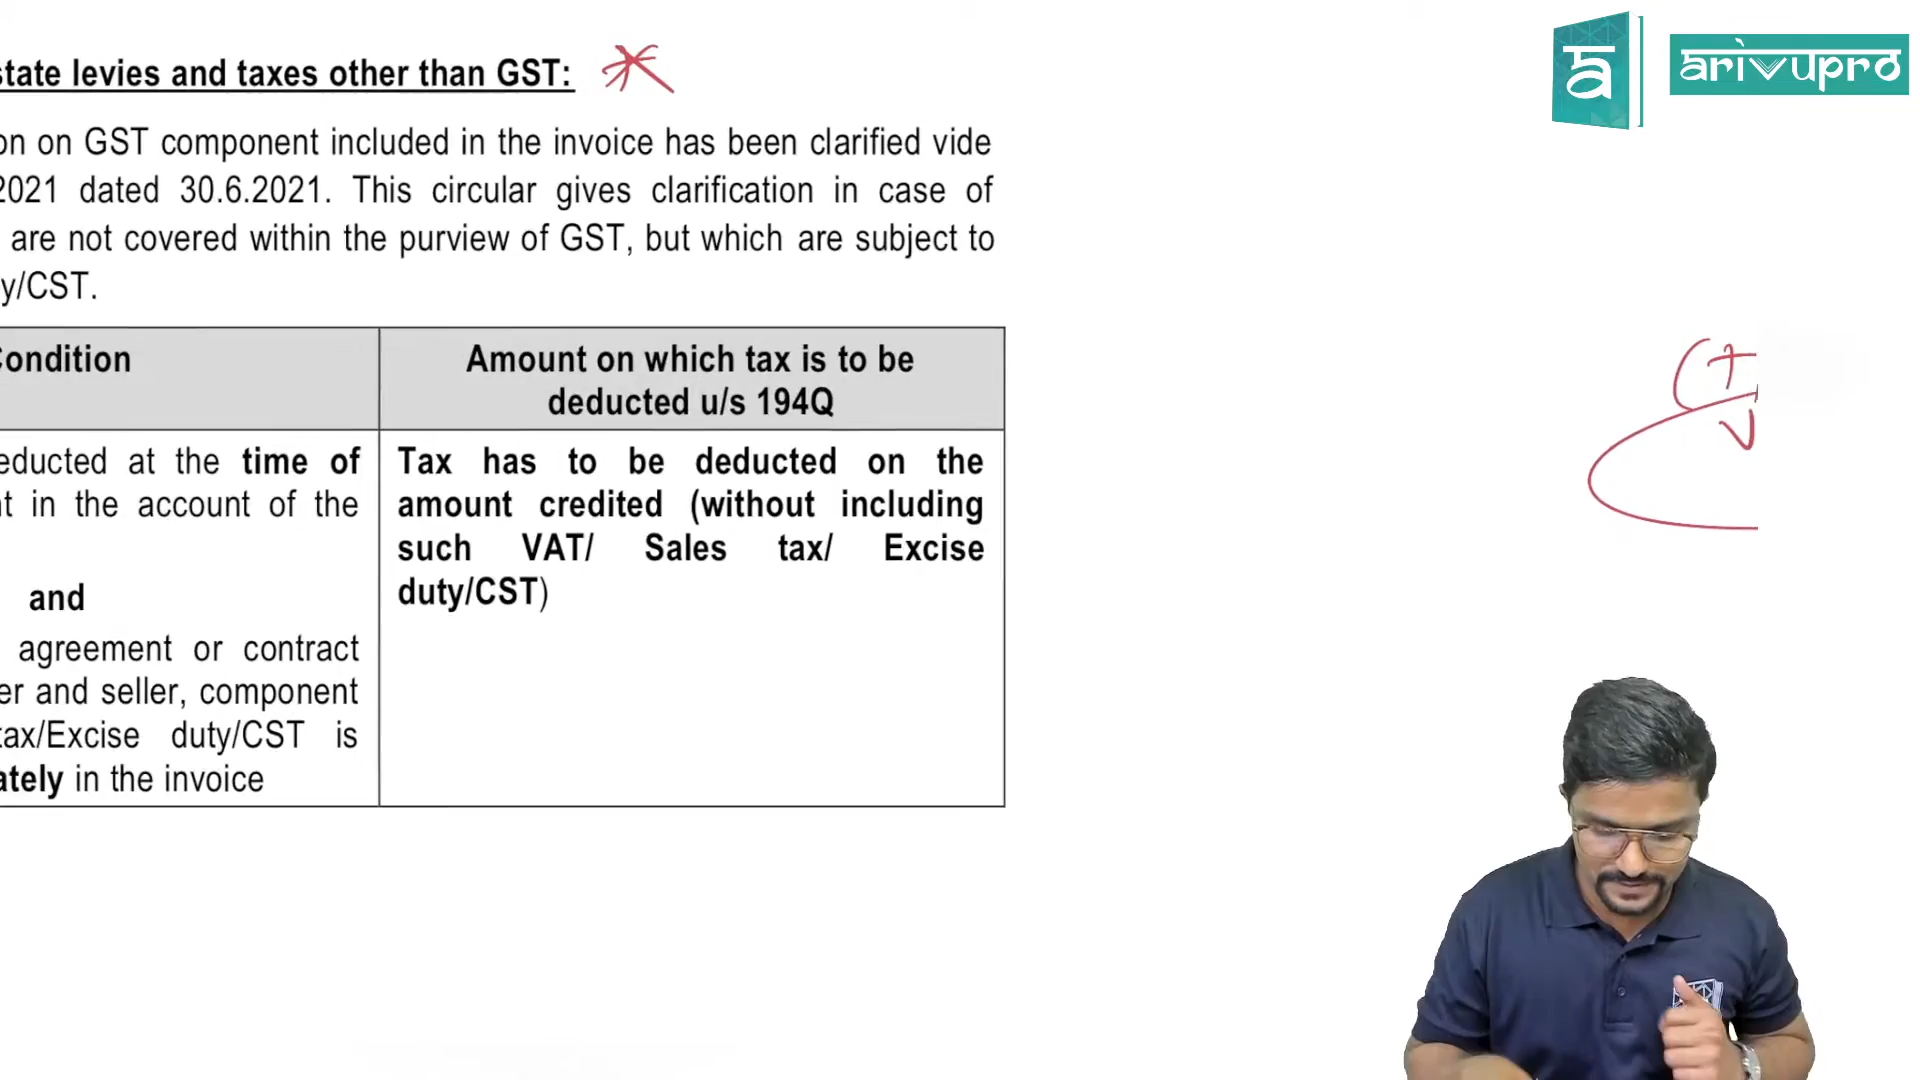 state levies and taxes other than GST:
on on GST component included in the invoice has been clarified vide
2021 dated 30.6.2021. This circular gives clarification in case of
are not covered within the purview of GST, but which are subject to
y/CST.
Condition
Amount on which tax is to be
deducted u/s 194Q
educted at the time of
nt in the account of the
and
agreement or contract
er and seller, component
tax/Excise duty/CST is
ately in the invoice
Tax has to be deducted on the
amount credited (without including
such VAT/ Sales tax/ Excise
duty/CST)
arivupro